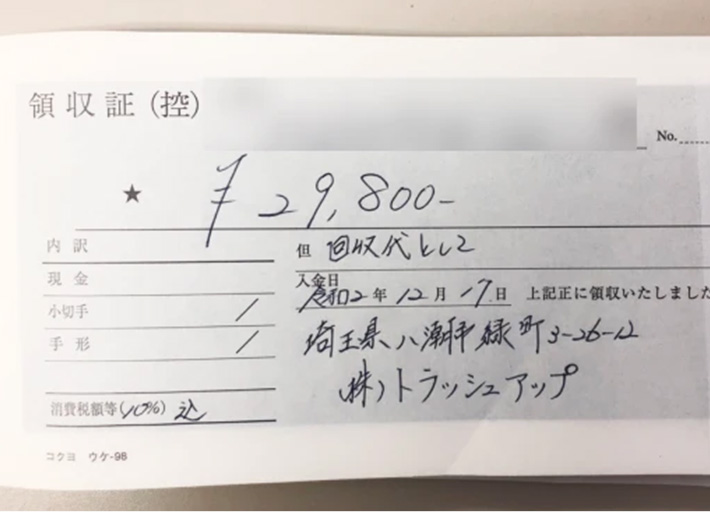 領収証（控）
No.
★ ¥29,800-
内訳
但 回収代として
現金
入金日
小切手 /
令和2年12月17日 上記正に領収いたしました
手形 /
埼玉県八潮市緑町3-26-12
(株)トラッシュアップ
消費税額等(10%) 込
コクヨ ウケ-98